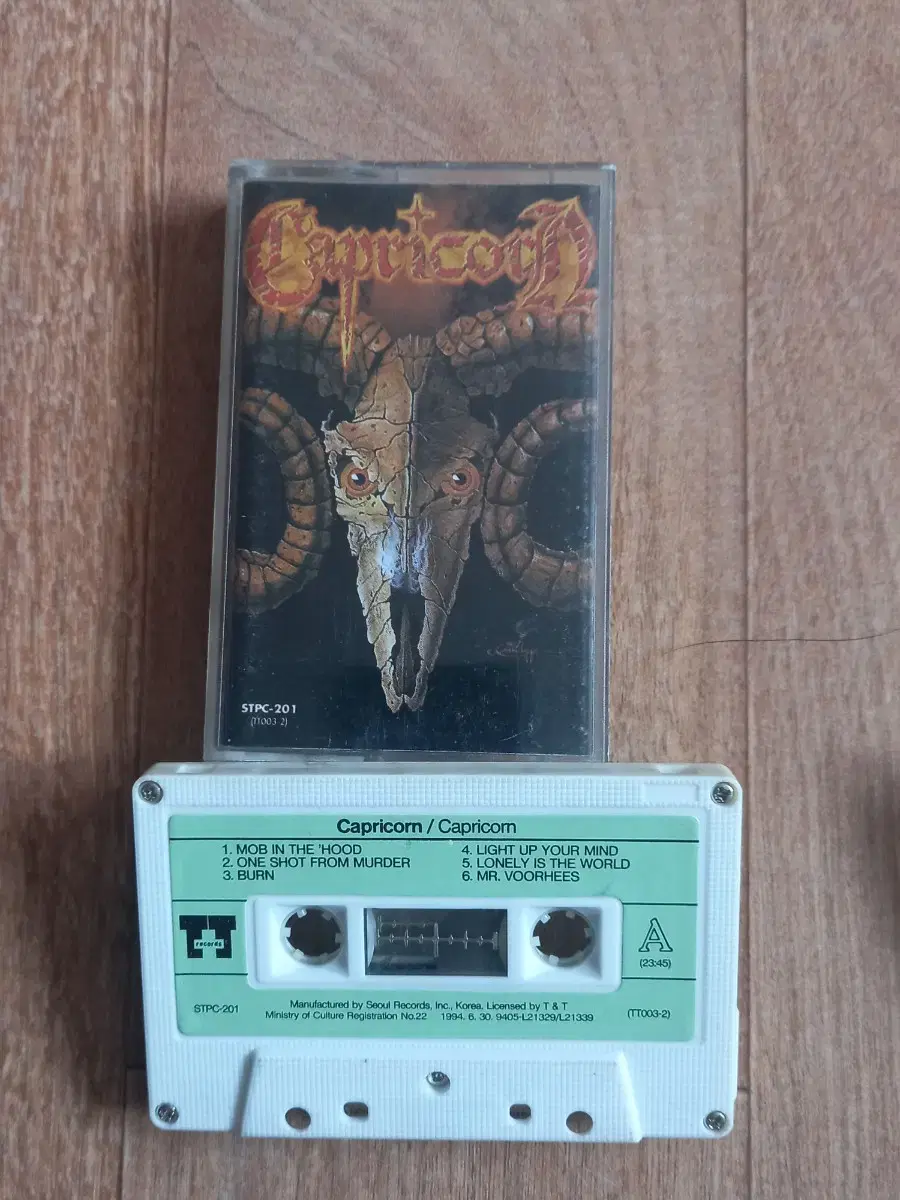 Capricorn
STPC-201
(TT003-2)
Capricorn / Capricorn
1. MOB IN THE 'HOOD
2. ONE SHOT FROM MURDER
3. BURN
4. LIGHT UP YOUR MIND
5. LONELY IS THE WORLD
6. MR. VOORHEES
TT
records
A
(23:45)
STPC-201
Manufactured by Seoul Records, Inc., Korea. Licensed by T & T
Ministry of Culture Registration No.22 1994. 6. 30. 9405-L21329/L21339
(TT003-2)